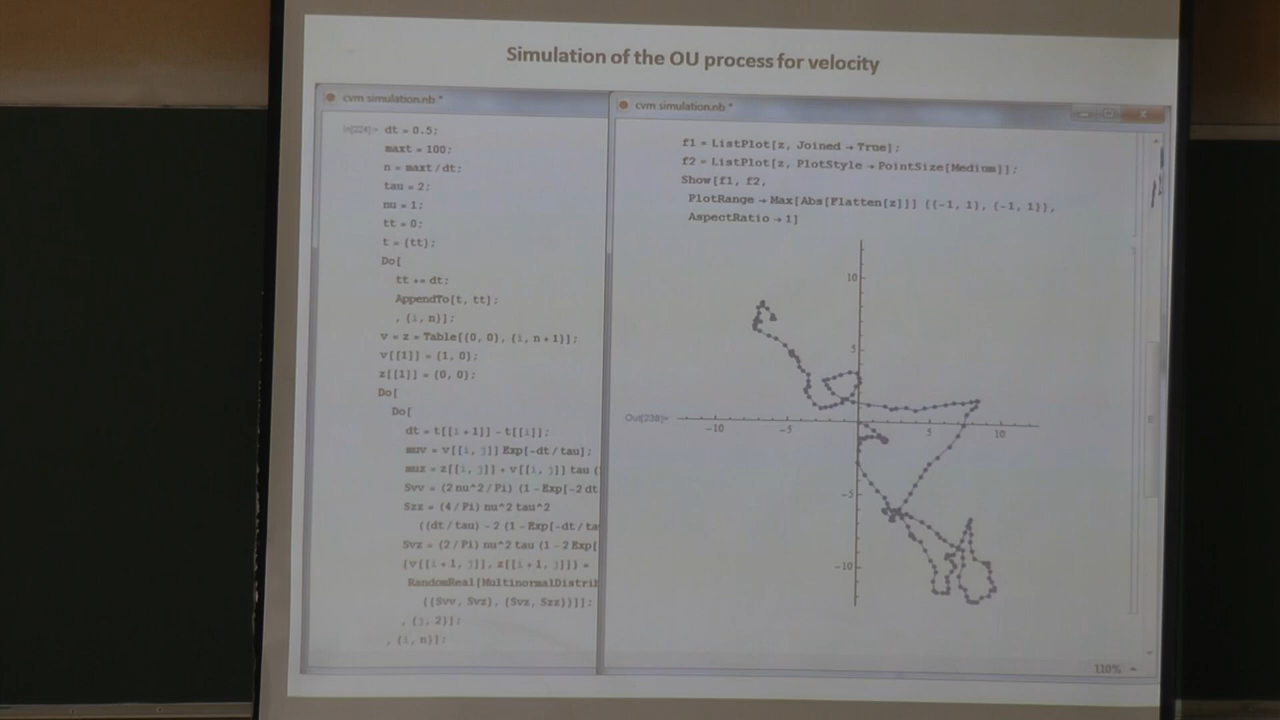 Simulation of the OU process for velocity
cvm simulation.nb *
In[224]:= dt = 0.5;
maxt = 100;
n = maxt / dt;
tau = 2;
nu = 1;
tt = 0;
t = {tt};
Do[
tt += dt;
AppendTo[t, tt];
, {i, n}];
v = z = Table[{0, 0}, {i, n + 1}];
v[[1]] = {1, 0};
z[[1]] = {0, 0};
Do[
Do[
dt = t[[i + 1]] - t[[i]];
muv = v[[i, j]] Exp[-dt / tau];
muz = z[[i, j]] + v[[i, j]] tau (
Svv = (2 nu^2 / Pi) (1 - Exp[-2 dt
Szz = (4 / Pi) nu^2 tau^2
((dt / tau) - 2 (1 - Exp[-dt / ta
Svz = (2 / Pi) nu^2 tau (1 - 2 Exp[
{v[[i + 1, j]], z[[i + 1, j]]} =
RandomReal[MultinormalDistri
{{Svv, Svz}, {Svz, Szz}}]];
, {j, 2}];
, {i, n}];
cvm simulation.nb *
f1 = ListPlot[z, Joined → True];
f2 = ListPlot[z, PlotStyle → PointSize[Medium]];
Show[f1, f2,
PlotRange → Max[Abs[Flatten[z]]] {{-1, 1}, {-1, 1}},
AspectRatio → 1]
Out[238]=
10
5
-10 -5 5 10
-5
-10
110%